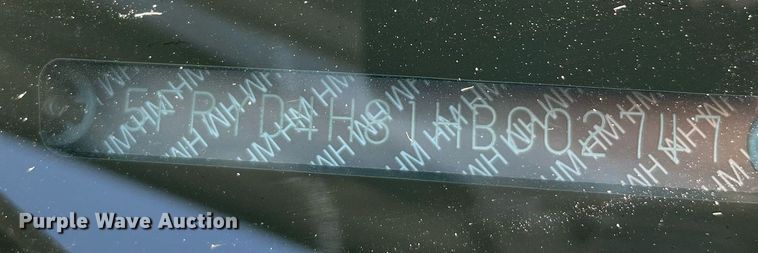 5FRYD4H81HB002747
Purple Wave Auction